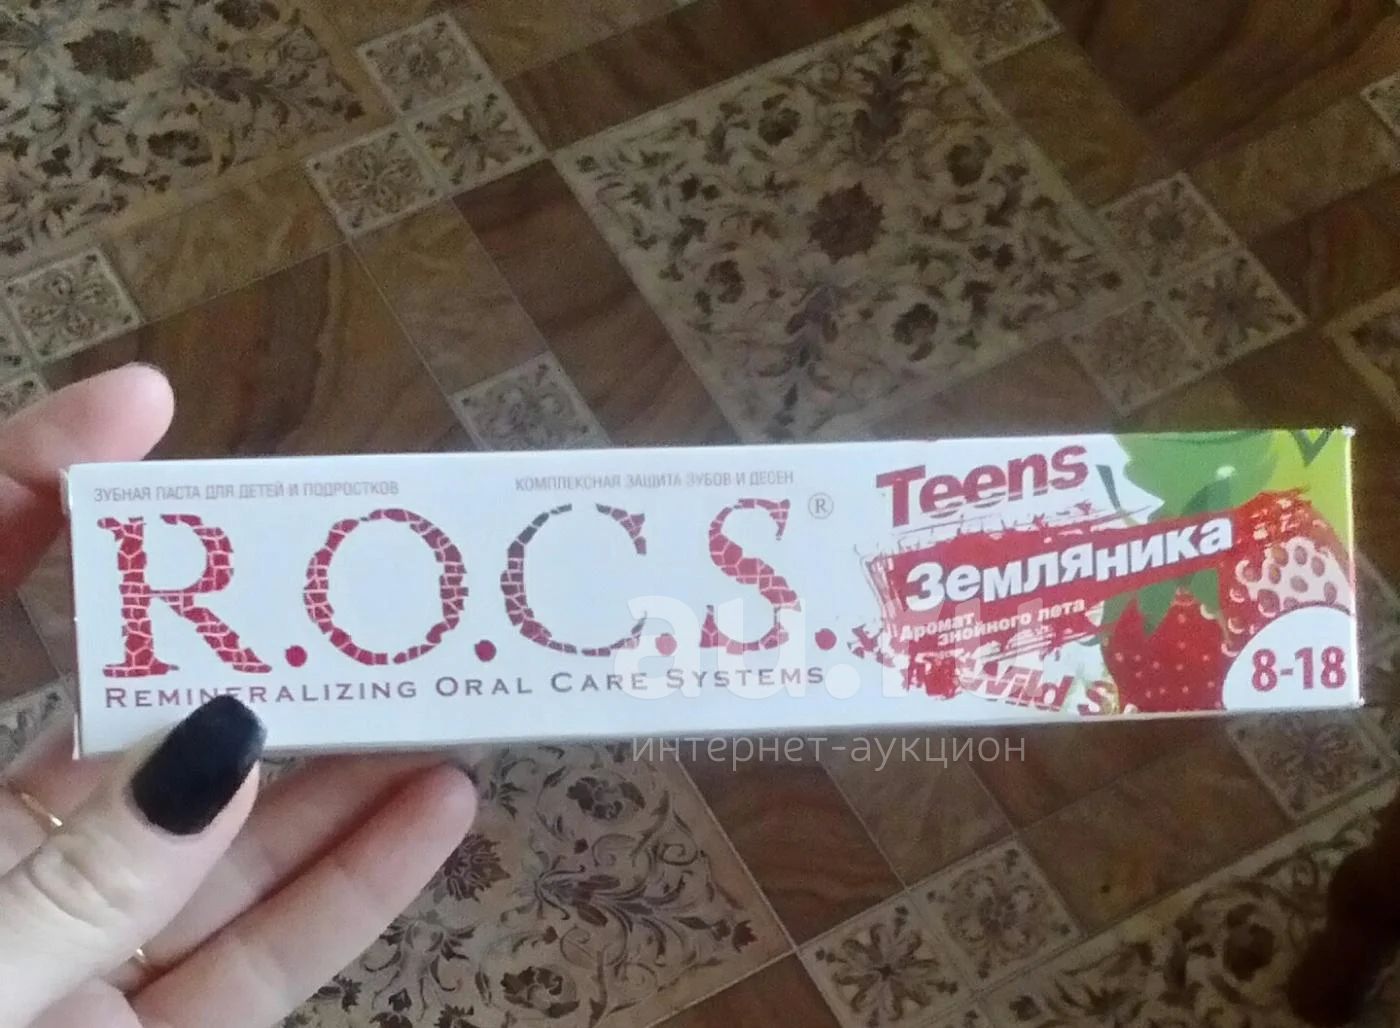 ЗУБНАЯ ПАСТА ДЛЯ ДЕТЕЙ И ПОДРОСТКОВ
КОМПЛЕКСНАЯ ЗАЩИТА ЗУБОВ И ДЕСЕН
R.O.C.S.®
REMINERALIZING ORAL CARE SYSTEMS
Teens
Земляника
Аромат
знойного лета
Wild
8-18
au.ru
интернет-аукцион